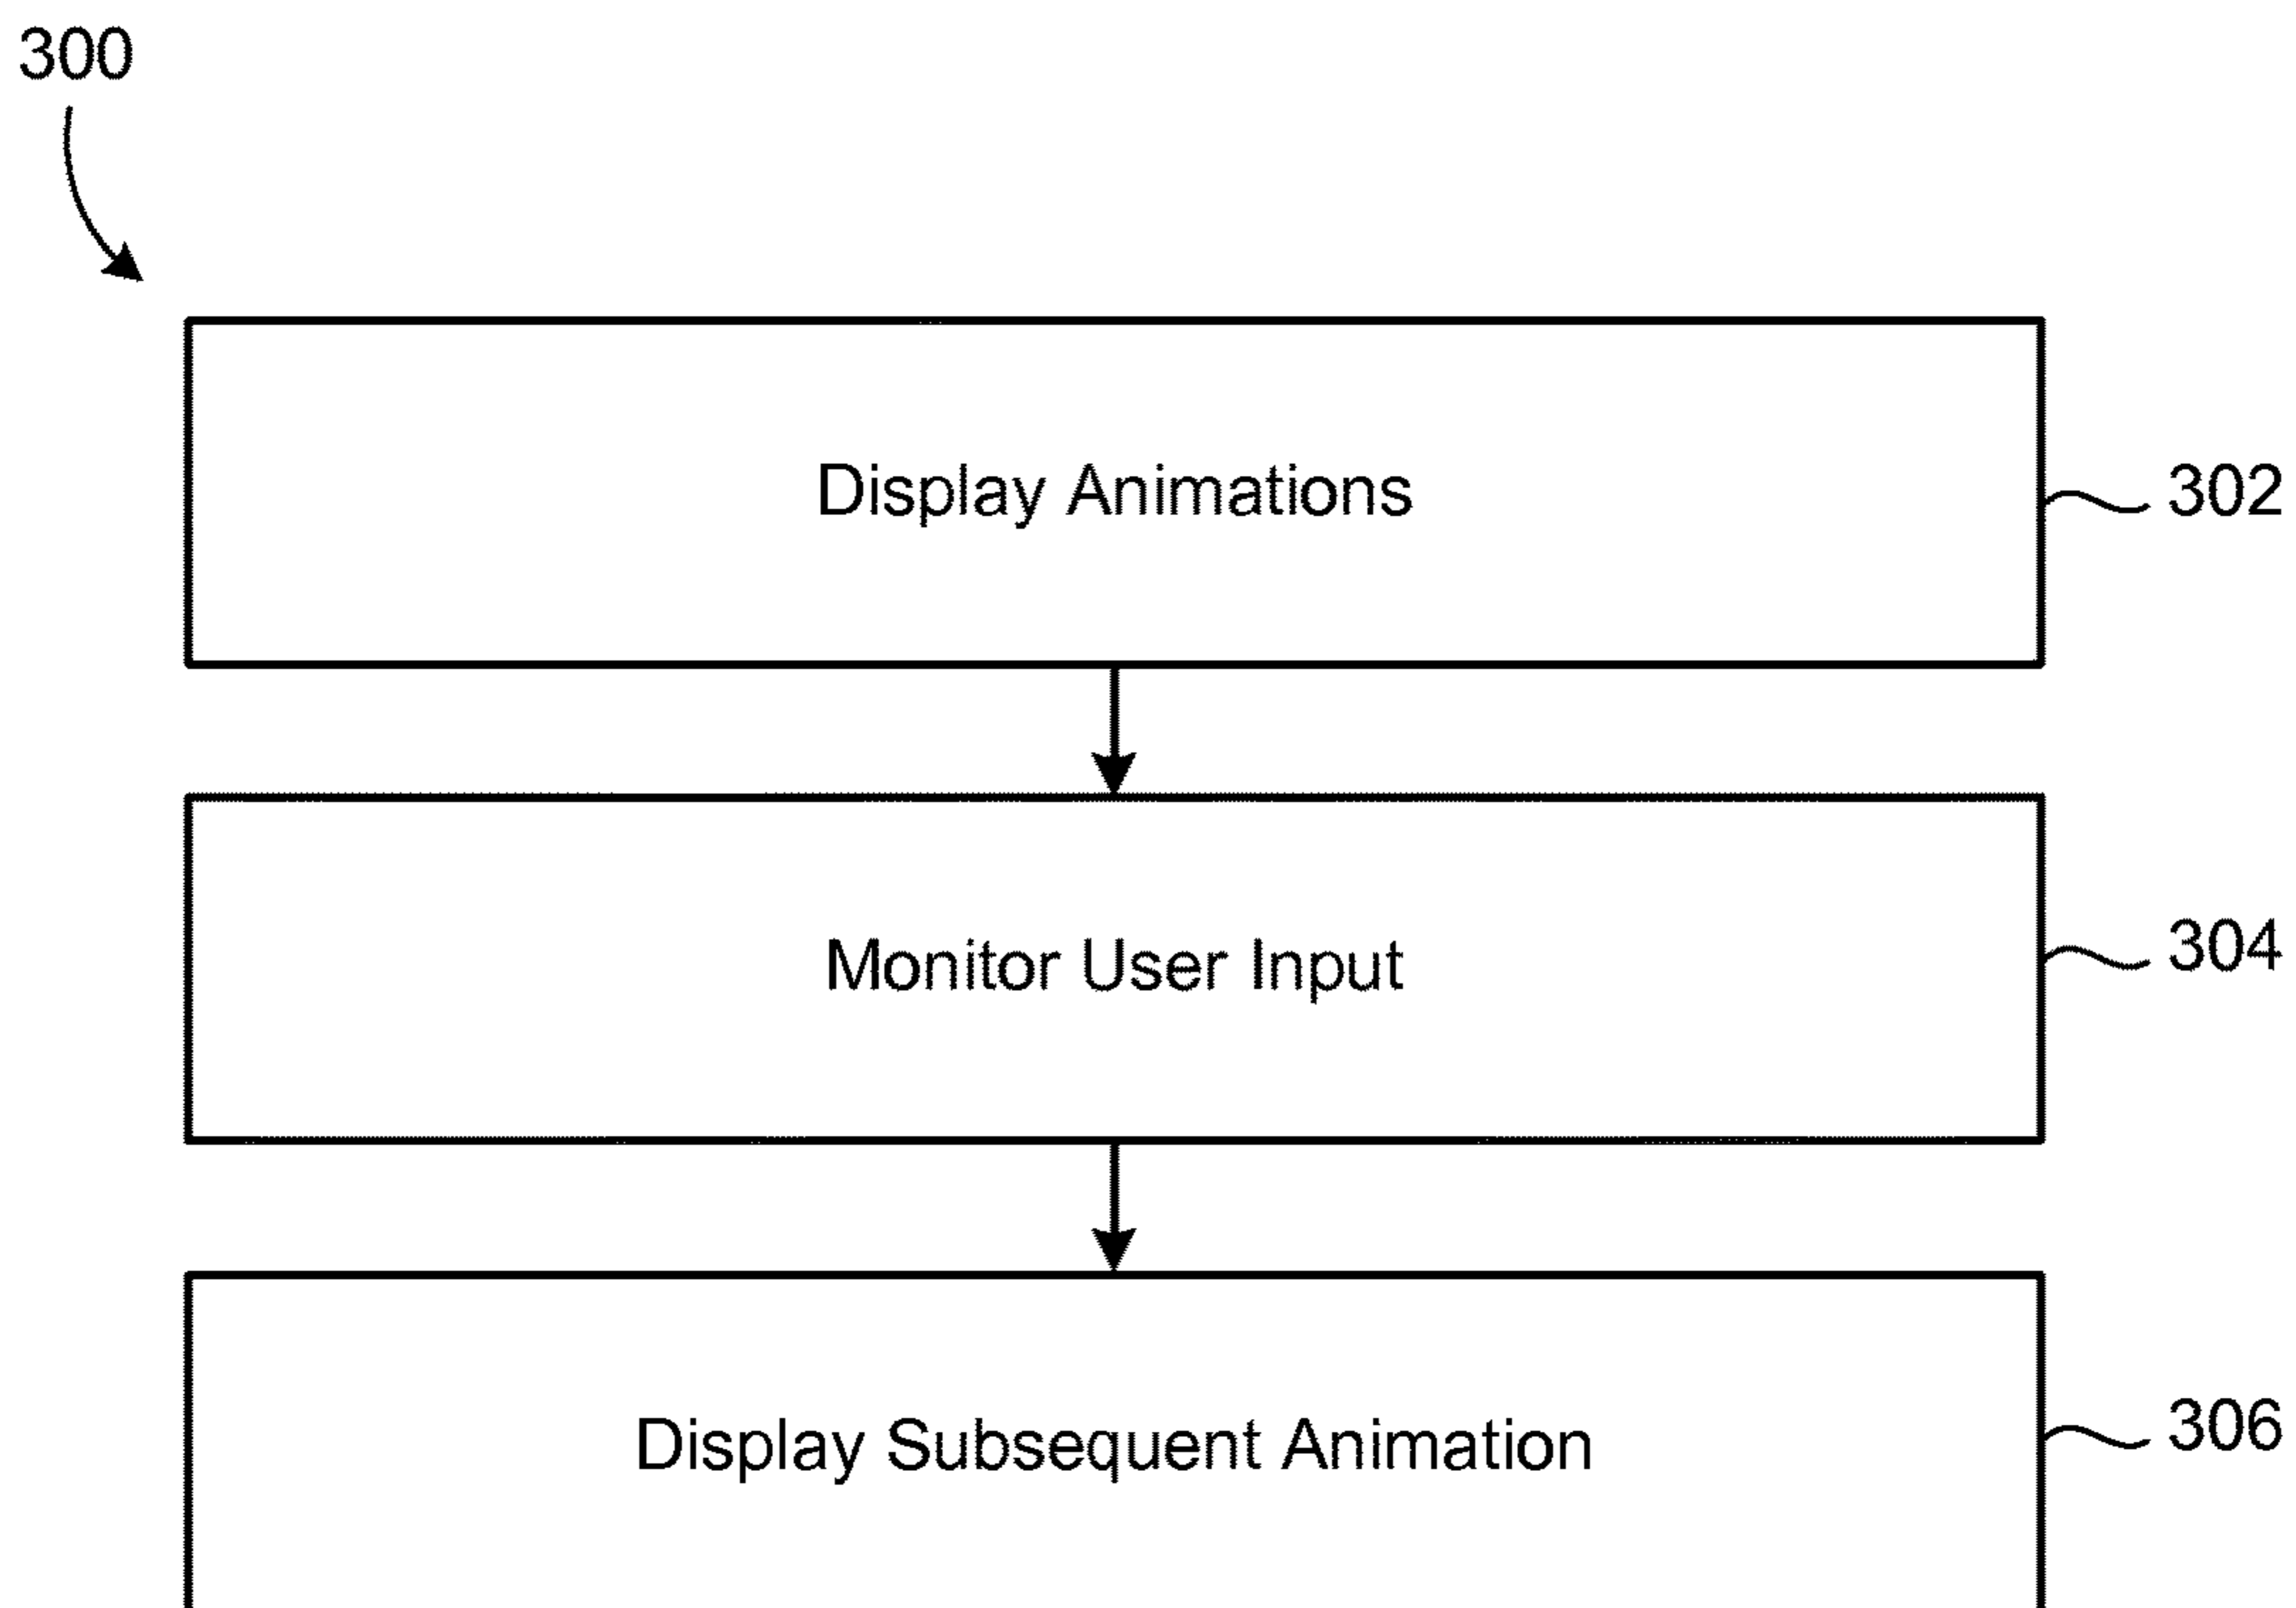 300
Display Animations
302
Monitor User Input
304
Display Subsequent Animation
306